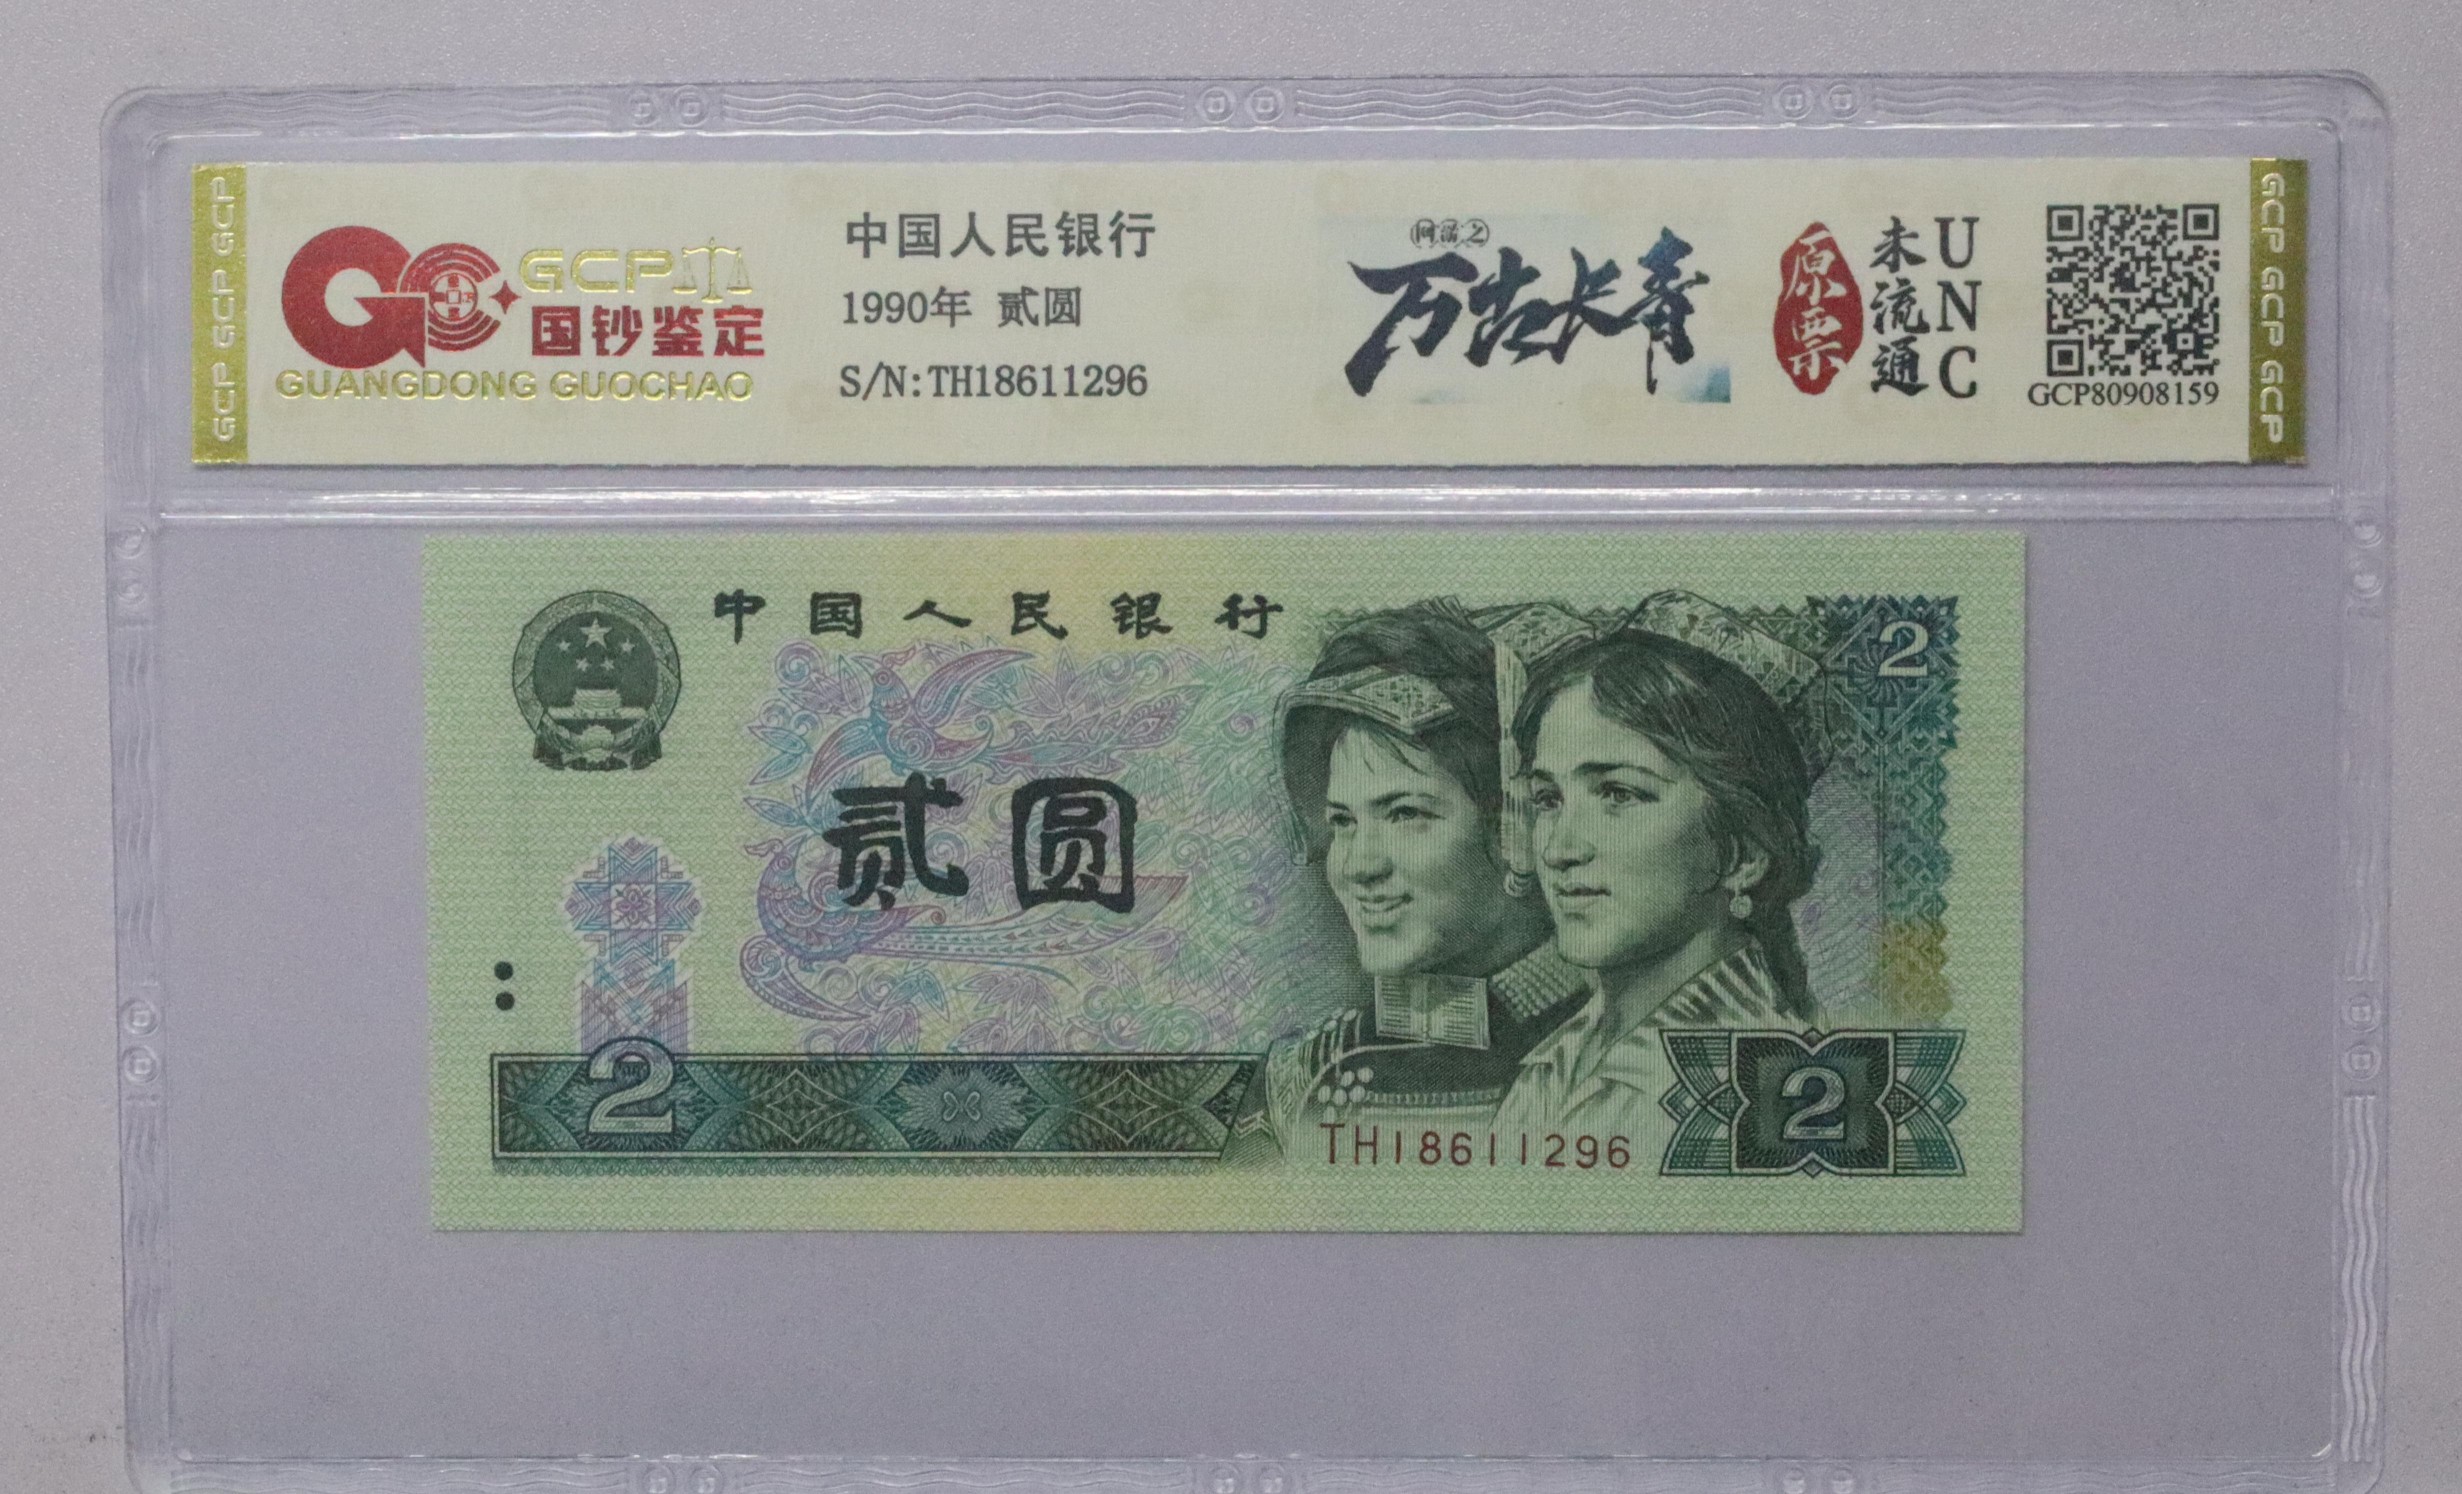 GCP GCP GCP
GCP
国钞鉴定
GUANGDONG GUOCHAO
中国人民银行
1990年 贰圆
S/N:TH18611296
万古长青
原票
未流通
UNC
GCP80908159
GCP GCP GCP
中国人民银行
2
贰圆
2
TH18611296
2